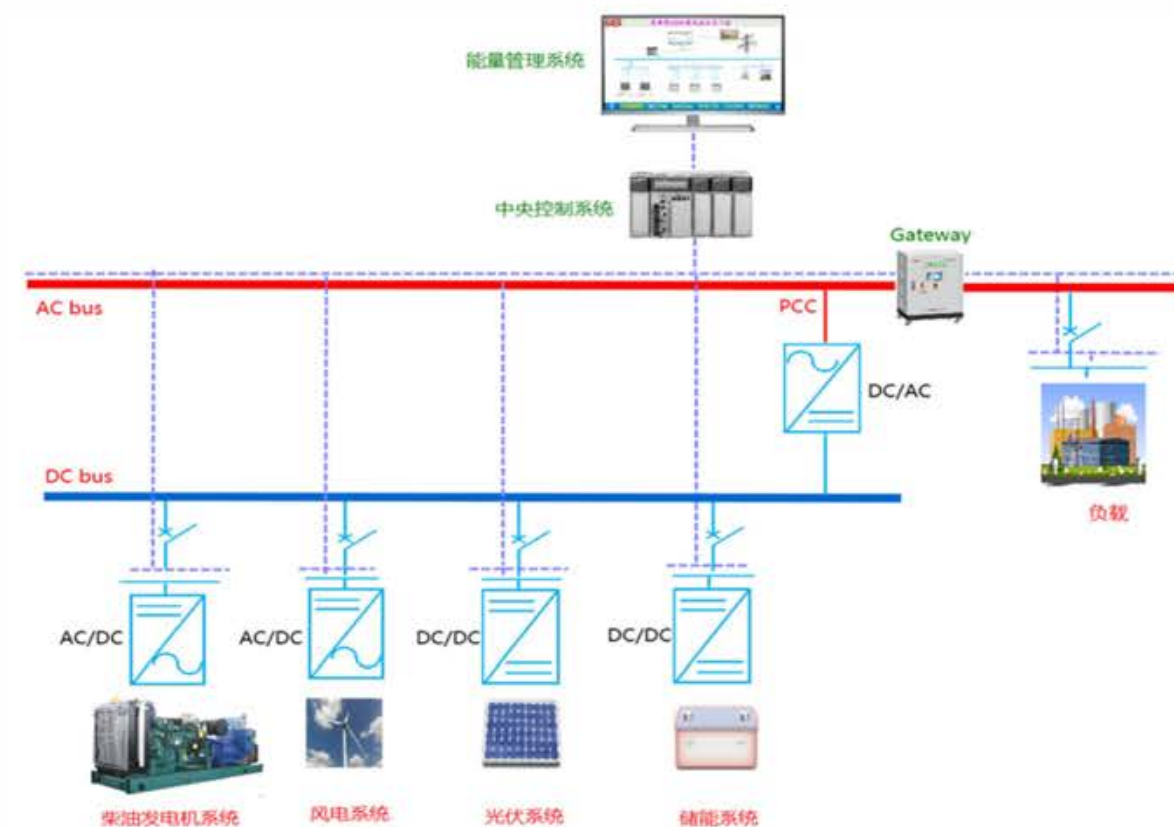 能量管理系统
中央控制系统
Gateway
AC bus
PCC
DC/AC
DC bus
负载
AC/DC
AC/DC
DC/DC
DC/DC
柴油发电机系统
风电系统
光伏系统
储能系统